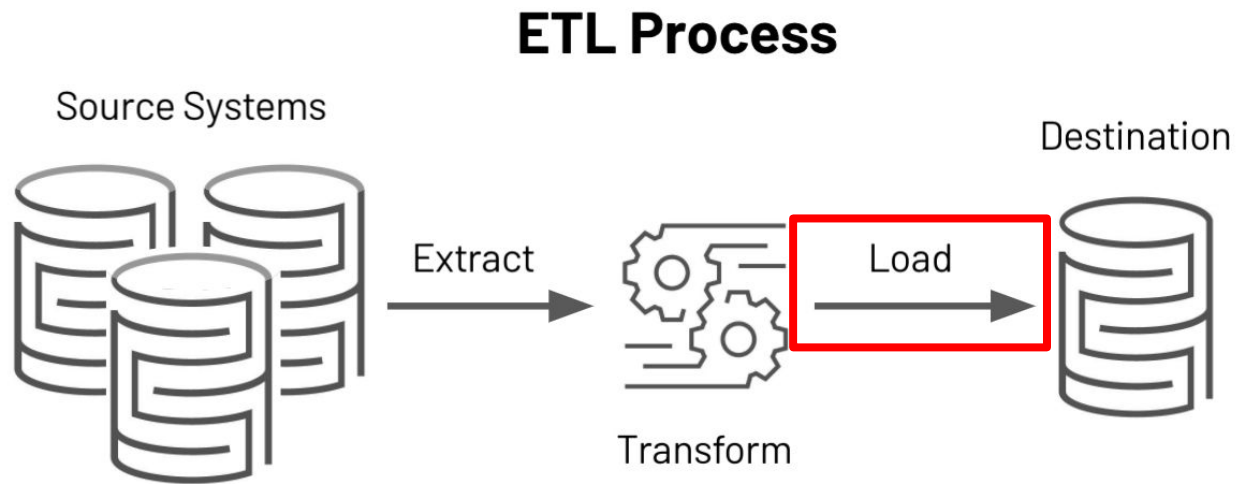 ETL Process
Source Systems
Destination
Extract
Load
Transform